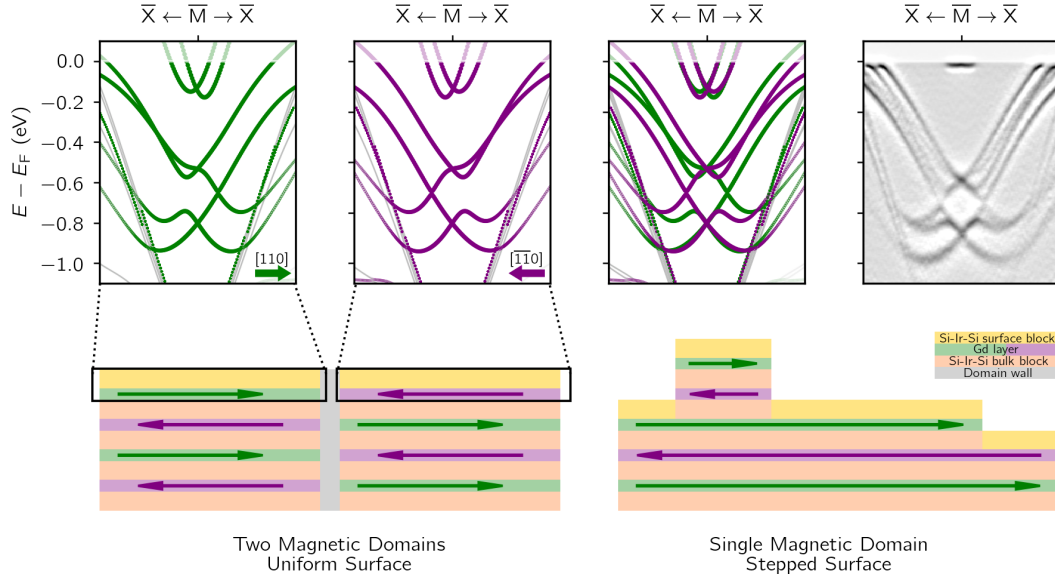 X̅ ← M̅ → X̅
X̅ ← M̅ → X̅
X̅ ← M̅ → X̅
X̅ ← M̅ → X̅
E − E_F (eV)
0.0
−0.2
−0.4
−0.6
−0.8
−1.0
[110]
[1̅1̅0]
Si-Ir-Si surface block
Gd layer
Si-Ir-Si bulk block
Domain wall
Two Magnetic Domains
Uniform Surface
Single Magnetic Domain
Stepped Surface